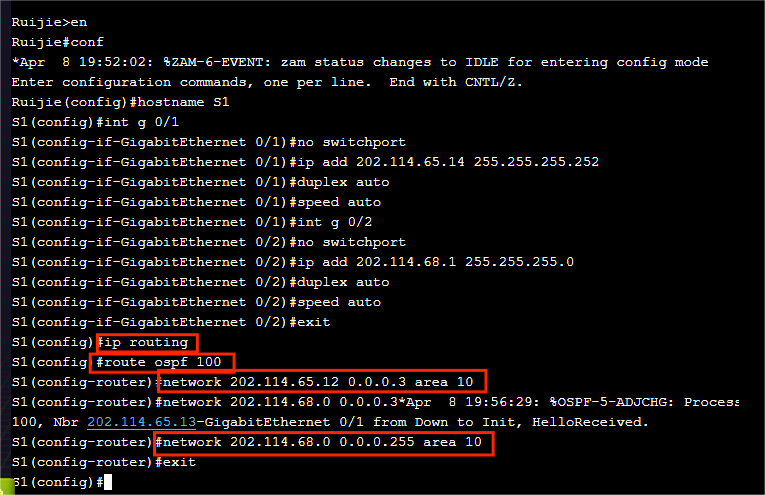 Ruijie>en
Ruijie#conf
*Apr  8 19:52:02: %ZAM-6-EVENT: zam status changes to IDLE for entering config mode
Enter configuration commands, one per line.  End with CNTL/Z.
Ruijie(config)#hostname S1
S1(config)#int g 0/1
S1(config-if-GigabitEthernet 0/1)#no switchport
S1(config-if-GigabitEthernet 0/1)#ip add 202.114.65.14 255.255.255.252
S1(config-if-GigabitEthernet 0/1)#duplex auto
S1(config-if-GigabitEthernet 0/1)#speed auto
S1(config-if-GigabitEthernet 0/1)#int g 0/2
S1(config-if-GigabitEthernet 0/2)#no switchport
S1(config-if-GigabitEthernet 0/2)#ip add 202.114.68.1 255.255.255.0
S1(config-if-GigabitEthernet 0/2)#duplex auto
S1(config-if-GigabitEthernet 0/2)#speed auto
S1(config-if-GigabitEthernet 0/2)#exit
S1(config)#ip routing
S1(config)#route ospf 100
S1(config-router)#network 202.114.65.12 0.0.0.3 area 10
S1(config-router)#network 202.114.68.0 0.0.0.3*Apr  8 19:56:29: %OSPF-5-ADJCHG: Process
100, Nbr 202.114.65.13-GigabitEthernet 0/1 from Down to Init, HelloReceived.
S1(config-router)#network 202.114.68.0 0.0.0.255 area 10
S1(config-router)#exit
S1(config)#